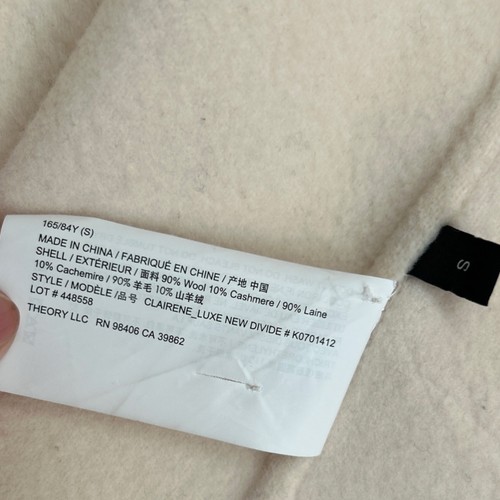 165/84Y (S)
MADE IN CHINA / FABRIQUÉ EN CHINE / 产地 中国
SHELL / EXTÉRIEUR / 面料 90% Wool 10% Cashmere / 90% Laine
10% Cachemire / 90% 羊毛 10% 山羊绒
STYLE / MODÈLE /品号 CLAIRENE_LUXE NEW DIVIDE # K0701412
LOT # 448558
THEORY LLC RN 98406 CA 39862
S